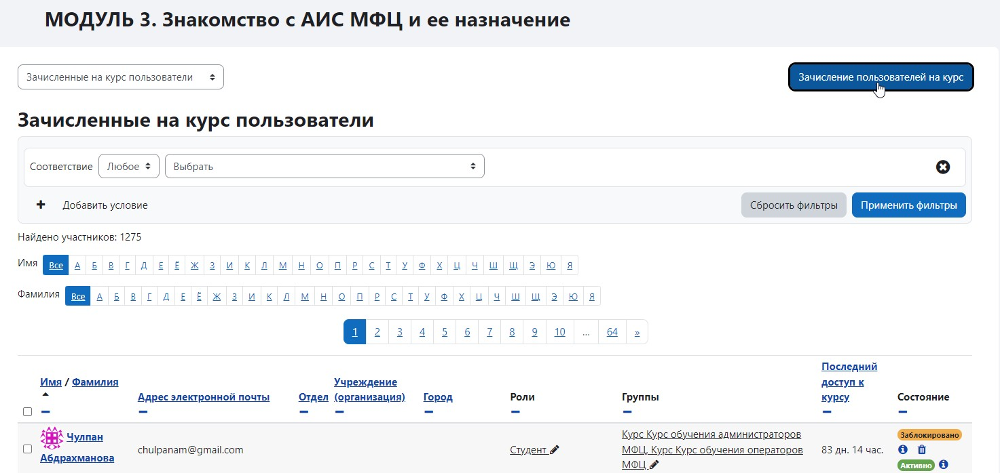 МОДУЛЬ 3. Знакомство с АИС МФЦ и ее назначение
Зачисленные на курс пользователи
Зачисление пользователей на курс
Зачисленные на курс пользователи
Соответствие Любое Выбрать
Добавить условие
Сбросить фильтры Применить фильтры
Найдено участников: 1275
Имя Все А Б В Г Д Е Ё Ж З И К Л М Н О П Р С Т У Ф Х Ц Ч Ш Щ Э Ю Я
Фамилия Все А Б В Г Д Е Ё Ж З И К Л М Н О П Р С Т У Ф Х Ц Ч Ш Щ Э Ю Я
1 2 3 4 5 6 7 8 9 10 ... 64 »
Имя / Фамилия
Адрес электронной почты
Отдел
Учреждение
(организация)
Город
Роли
Группы
Последний
доступ к
курсу
Состояние
Чулпан
Абдрахманова
chulpanam@gmail.com
Студент
Курс Курс обучения администраторов
МФЦ, Курс Курс обучения операторов
МФЦ
83 дн. 14 час.
Заблокировано
Активно